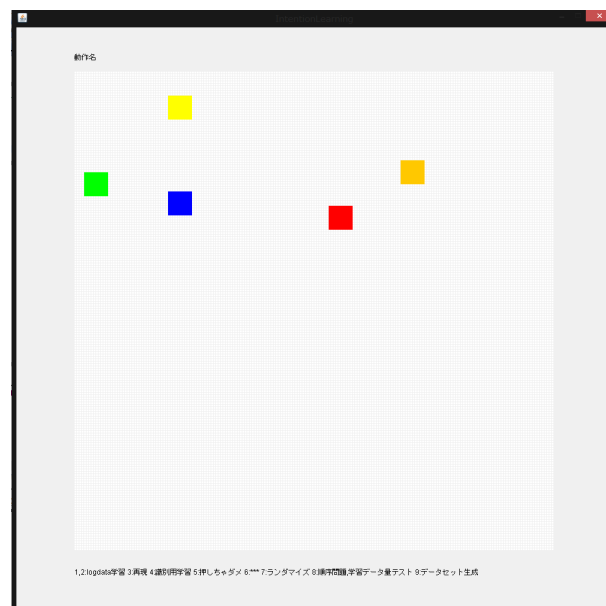 IntentionLearning
動作名
1,2:logdata学習 3:再現 4:識別用学習 5:押しちゃダメ 6:*** 7:ランダマイズ 8:順序問題,学習データ量テスト 9:データセット生成